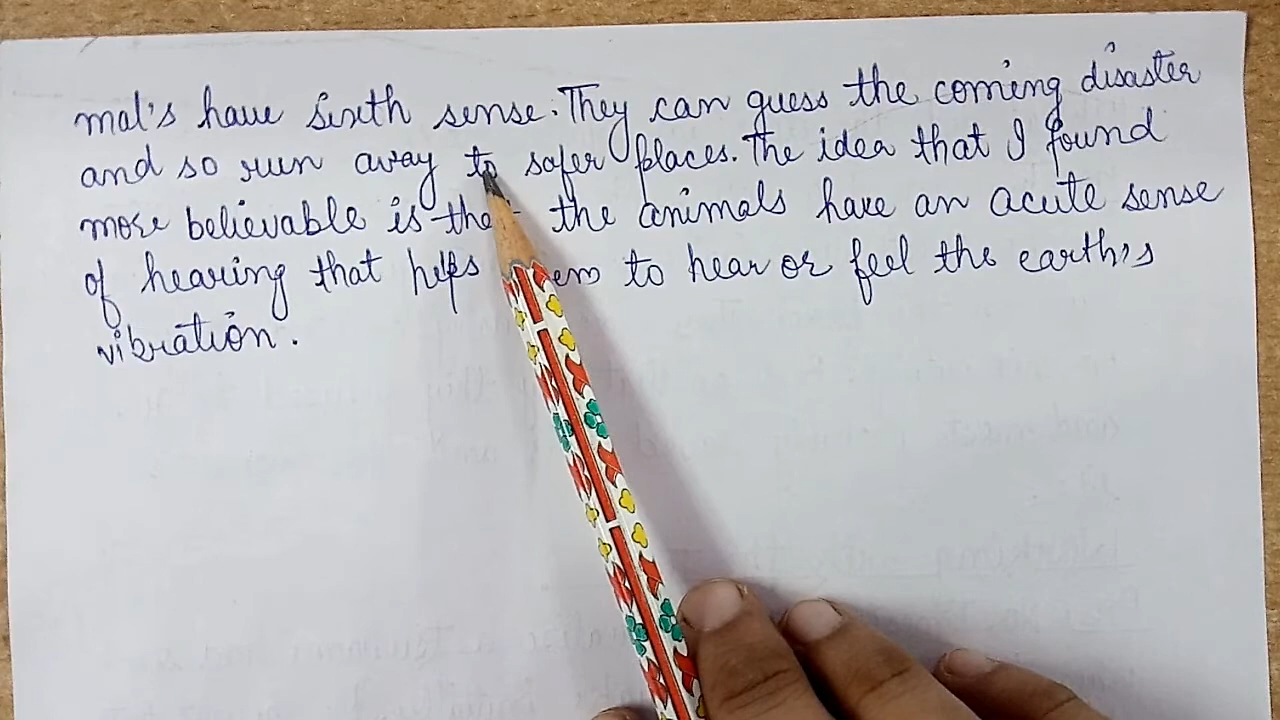 mal's have sixth sense. They can guess the coming disaster
and so run away to safer places. The idea that I found
more believable is the the animals have an acute sense
of hearing that helps to hear or feel the earth's
vibration.